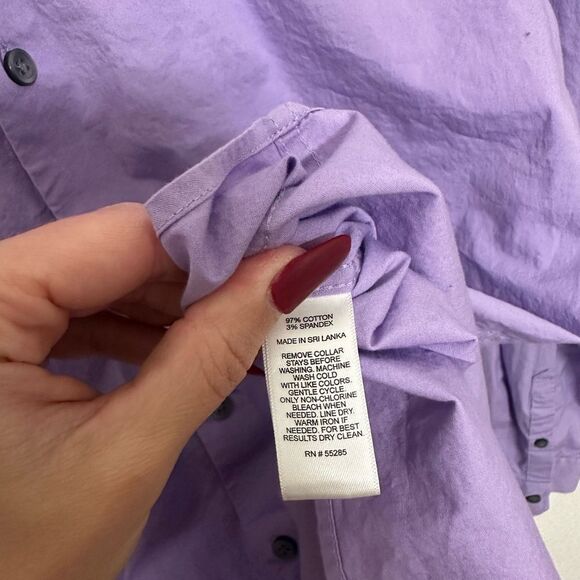 97% COTTON
3% SPANDEX
MADE IN SRI LANKA
REMOVE COLLAR
STAYS BEFORE
WASHING. MACHINE
WASH COLD
WITH LIKE COLORS.
GENTLE CYCLE.
ONLY NON-CHLORINE
BLEACH WHEN
NEEDED. LINE DRY.
WARM IRON IF
NEEDED. FOR BEST
RESULTS DRY CLEAN.
RN # 55285